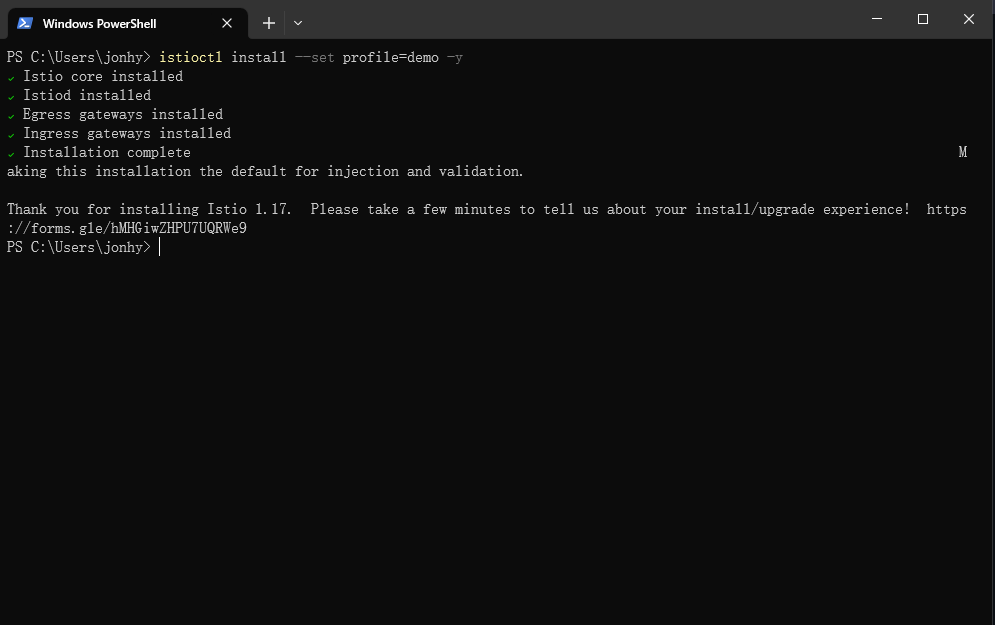 Windows PowerShell
PS C:\Users\jonhy> istioctl install --set profile=demo -y
✓ Istio core installed
✓ Istiod installed
✓ Egress gateways installed
✓ Ingress gateways installed
✓ Installation complete M
aking this installation the default for injection and validation.
Thank you for installing Istio 1.17.  Please take a few minutes to tell us about your install/upgrade experience!  https
://forms.gle/hMHGiwZHPU7UQRWe9
PS C:\Users\jonhy>